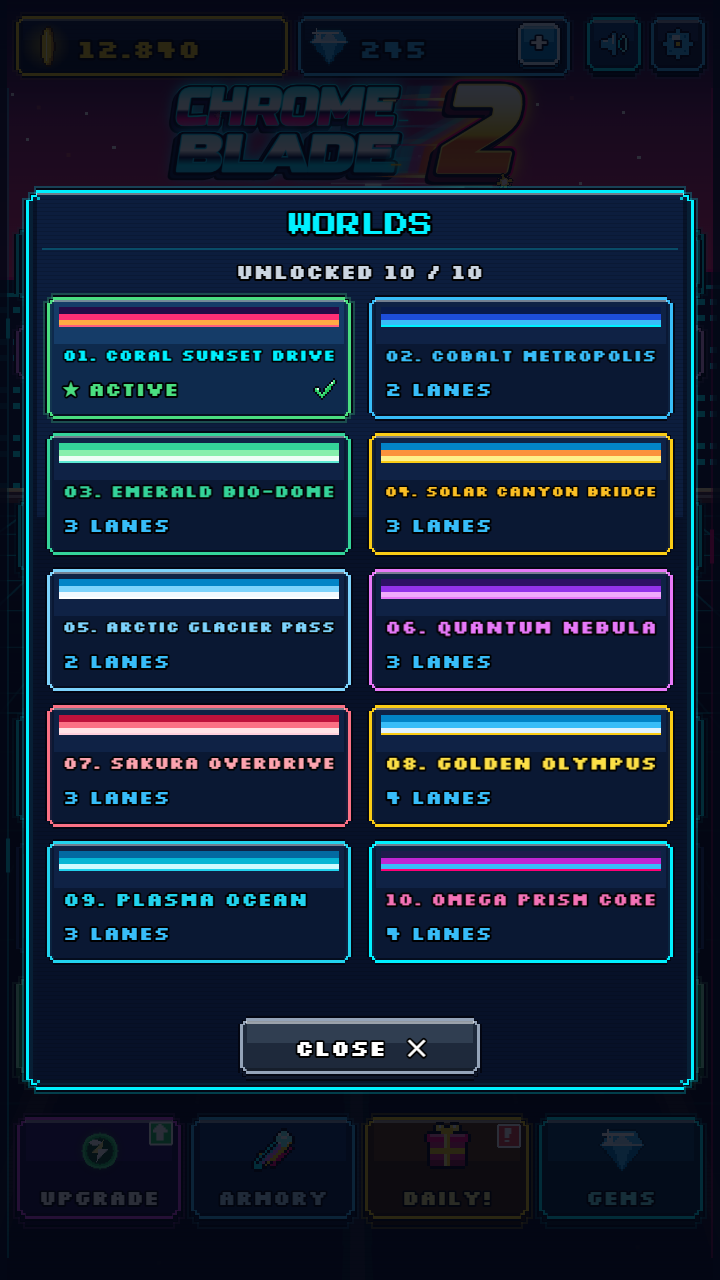 12.840
245
CHROME
BLADE 2
WORLDS
UNLOCKED 10 / 10
01. CORAL SUNSET DRIVE
★ ACTIVE ✓
02. COBALT METROPOLIS
2 LANES
03. EMERALD BIO-DOME
3 LANES
04. SOLAR CANYON BRIDGE
3 LANES
05. ARCTIC GLACIER PASS
2 LANES
06. QUANTUM NEBULA
3 LANES
07. SAKURA OVERDRIVE
3 LANES
08. GOLDEN OLYMPUS
4 LANES
09. PLASMA OCEAN
3 LANES
10. OMEGA PRISM CORE
4 LANES
CLOSE ×
UPGRADE
ARMORY
DAILY!
GEMS